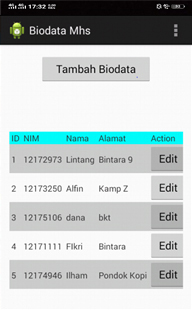 17:32
Biodata Mhs
Tambah Biodata
ID NIM Nama Alamat Action
1 12172973 Lintang Bintara 9 Edit
2 12173250 Alfin Kamp Z Edit
3 12175106 dana bkt Edit
4 12171111 FIkri Bintara Edit
5 12174946 Ilham Pondok Kopi Edit